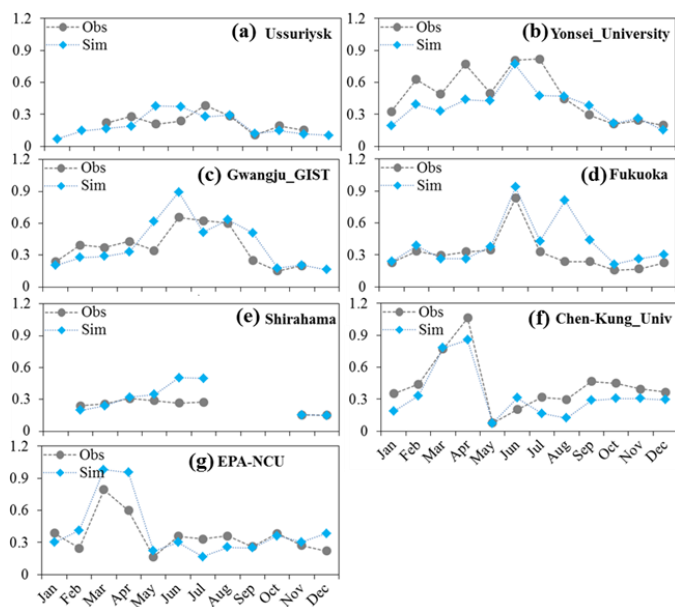 1.2
0.9
0.6
0.3
0
Obs
Sim
(a) Ussuriysk
1.2
0.9
0.6
0.3
0
Obs
Sim
(b) Yonsei_University
1.2
0.9
0.6
0.3
0
Obs
Sim
(c) Gwangju_GIST
1.2
0.9
0.6
0.3
0
Obs
Sim
(d) Fukuoka
1.2
0.9
0.6
0.3
0
Obs
Sim
(e) Shirahama
1.2
0.9
0.6
0.3
0
Obs
Sim
(f) Chen-Kung_Univ
Jan Feb Mar Apr May Jun Jul Aug Sep Oct Nov Dec
1.2
0.9
0.6
0.3
0
Obs
Sim
(g) EPA-NCU
Jan Feb Mar Apr May Jun Jul Aug Sep Oct Nov Dec